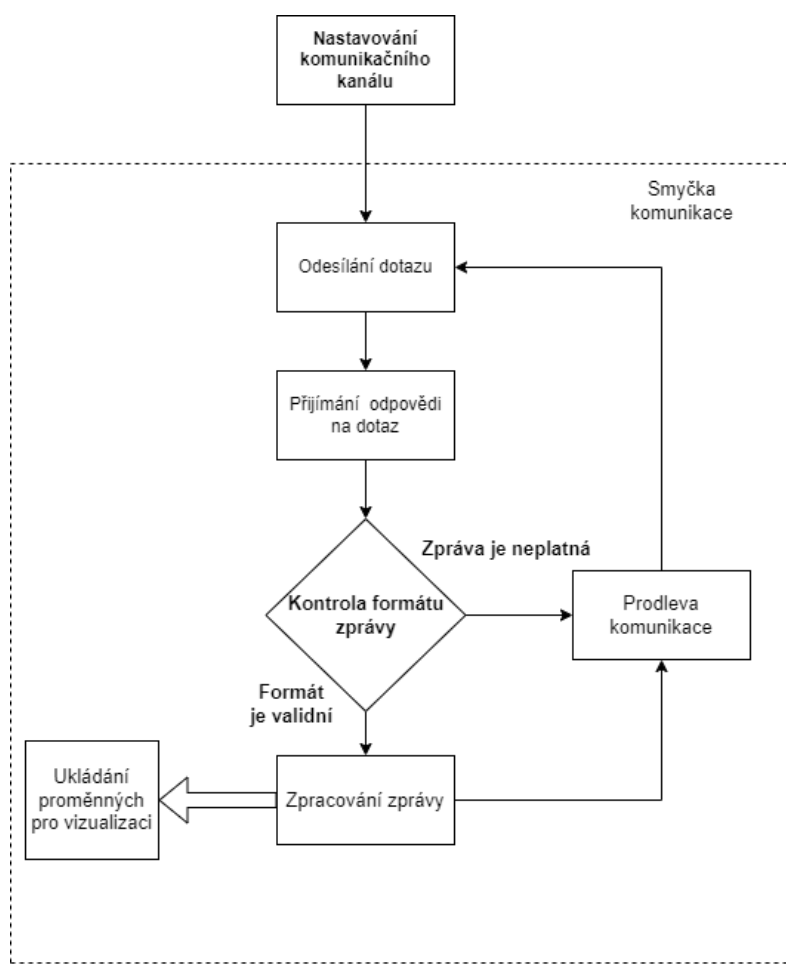 Nastavování
komunikačního
kanálu
Smyčka
komunikace
Odesílání dotazu
Přijímání odpovědi
na dotaz
Zpráva je neplatná
Kontrola formátu
zprávy
Prodleva
komunikace
Formát
je validní
Ukládání
proměnných
pro vizualizaci
Zpracování zprávy